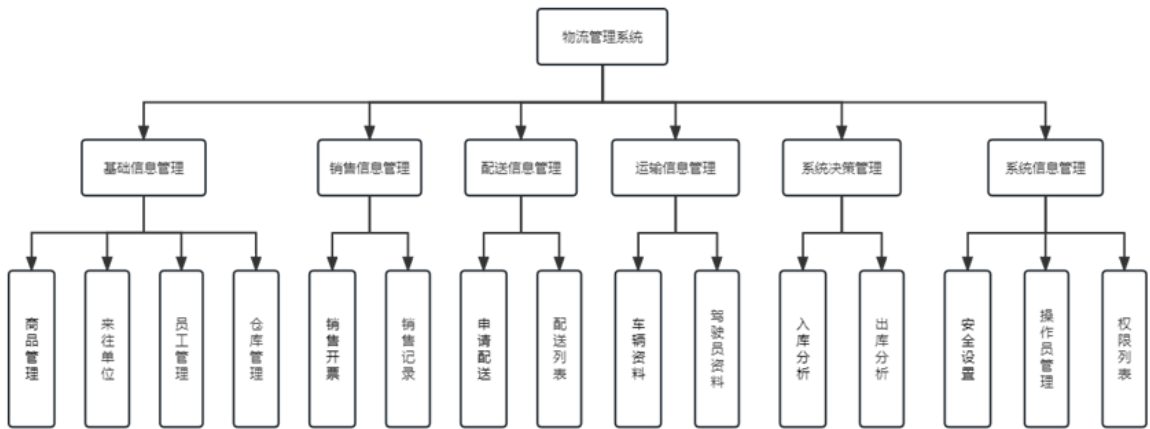 物流管理系统
基础信息管理
销售信息管理
配送信息管理
运输信息管理
系统决策管理
系统信息管理
商品管理
来往单位
员工管理
仓库管理
销售开票
销售记录
申请配送
配送列表
车辆资料
驾驶员资料
入库分析
出库分析
安全设置
操作员管理
权限列表